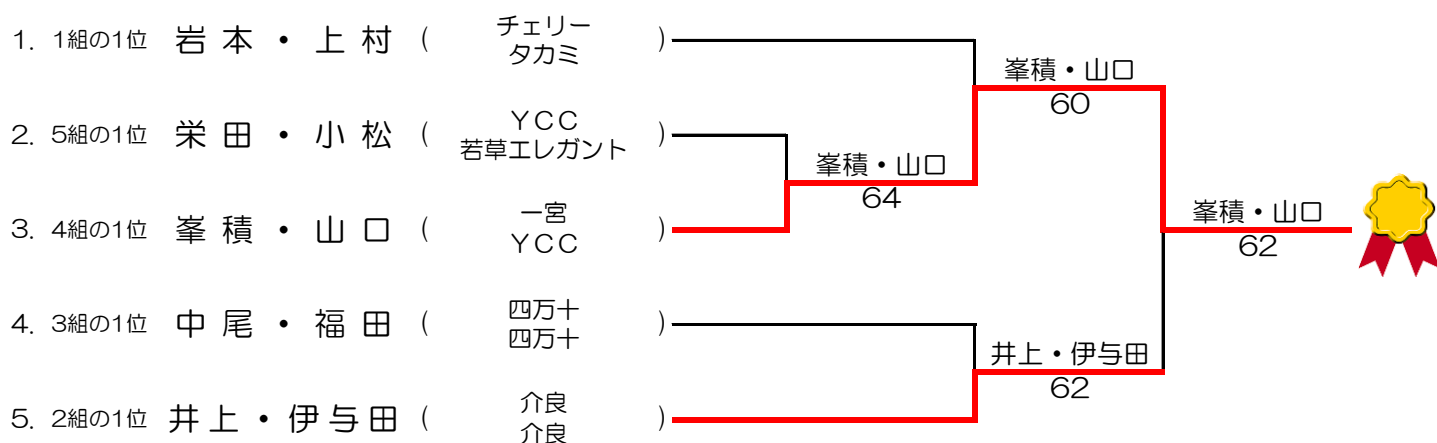 1. 1組の1位 岩本・上村 ( チェリー タカミ )
2. 5組の1位 栄田・小松 ( YCC 若草エレガント )
3. 4組の1位 峯積・山口 ( 一宮 YCC )
4. 3組の1位 中尾・福田 ( 四万十 四万十 )
5. 2組の1位 井上・伊与田 ( 介良 介良 )
峯積・山口
64
峯積・山口
60
井上・伊与田
62
峯積・山口
62